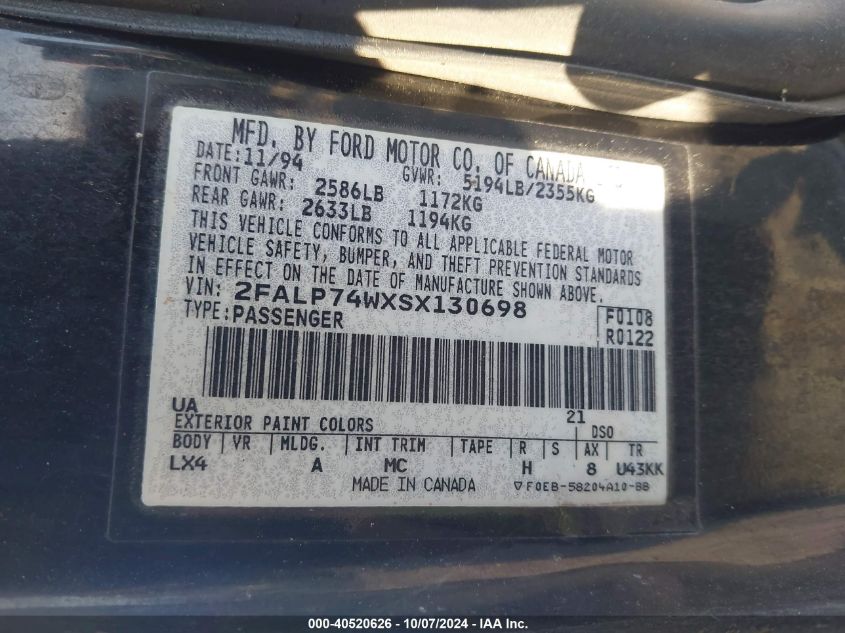 MFD. BY FORD MOTOR CO. OF CANADA
DATE: 11/94 GVWR: 5194LB/2355KG
FRONT GAWR: 2586LB 1172KG
REAR GAWR: 2633LB 1194KG
THIS VEHICLE CONFORMS TO ALL APPLICABLE FEDERAL MOTOR
VEHICLE SAFETY, BUMPER, AND THEFT PREVENTION STANDARDS
IN EFFECT ON THE DATE OF MANUFACTURE SHOWN ABOVE.
VIN: 2FALP74WXSX130698 F0108
TYPE: PASSENGER R0122
UA 21
EXTERIOR PAINT COLORS DSO
BODY VR MLDG. INT TRIM TAPE R S AX TR
LX4 A MC H 8 U43KK
MADE IN CANADA ▽F0EB-58204A10-BB
000-40520626 - 10/07/2024 - IAA Inc.